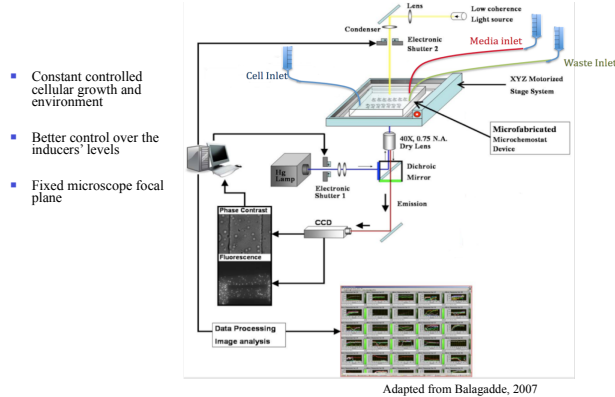 Constant controlled
cellular growth and
environment
Better control over the
inducers' levels
Fixed microscope focal
plane
Lens
Low coherence
Light source
Condenser
Electronic
Shutter 2
Media inlet
Waste Inlet
Cell Inlet
XYZ Motorized
Stage System
Microfabricated
Microchemostat
Device
40X, 0.75 N.A.
Dry Lens
Hg
Lamp
Dichroic
Mirror
Electronic
Shutter 1
Emission
CCD
Phase Contrast
Fluorescence
Data Processing
Image analysis
Adapted from Balagadde, 2007